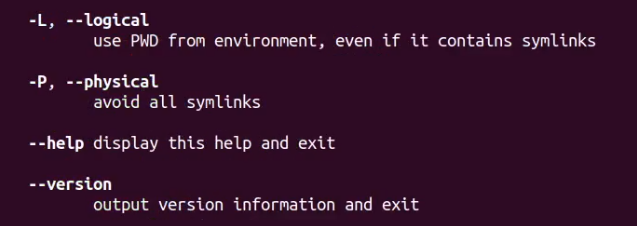 -L, --logical
use PWD from environment, even if it contains symlinks
-P, --physical
avoid all symlinks
--help display this help and exit
--version
output version information and exit